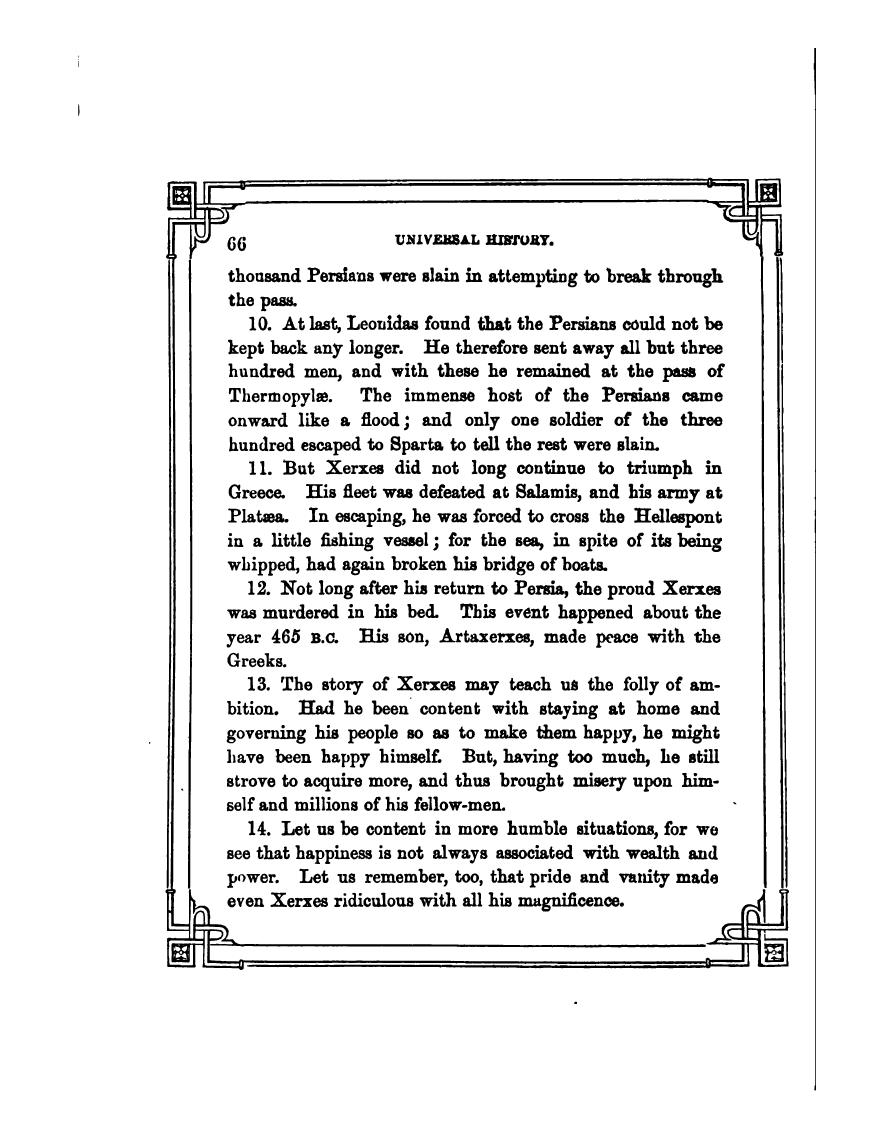 66 UNIVERSAL HISTORY.
thousand Persians were slain in attempting to break through
the pass.
10. At last, Leonidas found that the Persians could not be
kept back any longer. He therefore sent away all but three
hundred men, and with these he remained at the pass of
Thermopylæ. The immense host of the Persians came
onward like a flood; and only one soldier of the three
hundred escaped to Sparta to tell the rest were slain.
11. But Xerxes did not long continue to triumph in
Greece. His fleet was defeated at Salamis, and his army at
Platæa. In escaping, he was forced to cross the Hellespont
in a little fishing vessel; for the sea, in spite of its being
whipped, had again broken his bridge of boats.
12. Not long after his return to Persia, the proud Xerxes
was murdered in his bed. This event happened about the
year 465 B.C. His son, Artaxerxes, made peace with the
Greeks.
13. The story of Xerxes may teach us the folly of am-
bition. Had he been content with staying at home and
governing his people so as to make them happy, he might
have been happy himself. But, having too much, he still
strove to acquire more, and thus brought misery upon him-
self and millions of his fellow-men.
14. Let us be content in more humble situations, for we
see that happiness is not always associated with wealth and
power. Let us remember, too, that pride and vanity made
even Xerxes ridiculous with all his magnificence.